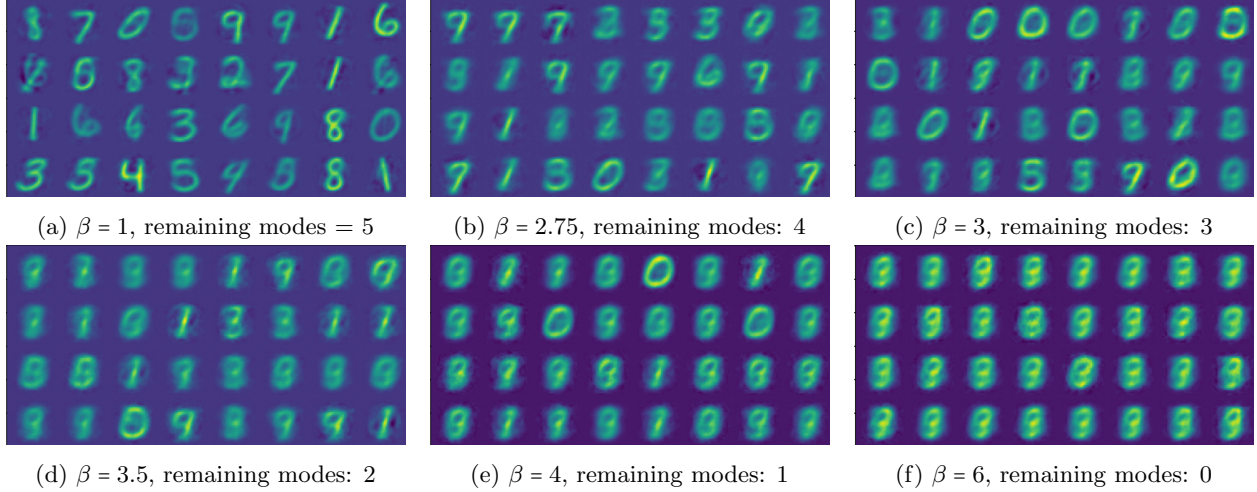 (a) β = 1, remaining modes = 5
(b) β = 2.75, remaining modes: 4
(c) β = 3, remaining modes: 3
(d) β = 3.5, remaining modes: 2
(e) β = 4, remaining modes: 1
(f) β = 6, remaining modes: 0